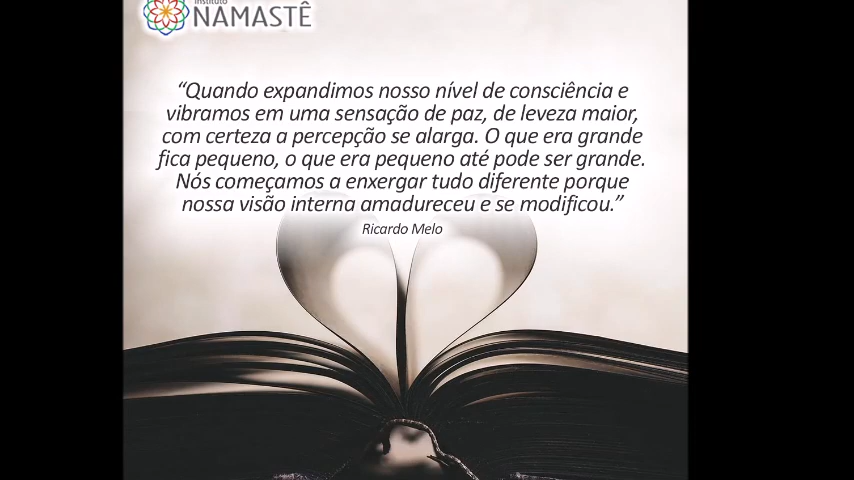 Instituto
NAMASTÊ
“Quando expandimos nosso nível de consciência e
vibramos em uma sensação de paz, de leveza maior,
com certeza a percepção se alarga. O que era grande
fica pequeno, o que era pequeno até pode ser grande.
Nós começamos a enxergar tudo diferente porque
nossa visão interna amadureceu e se modificou.”
Ricardo Melo